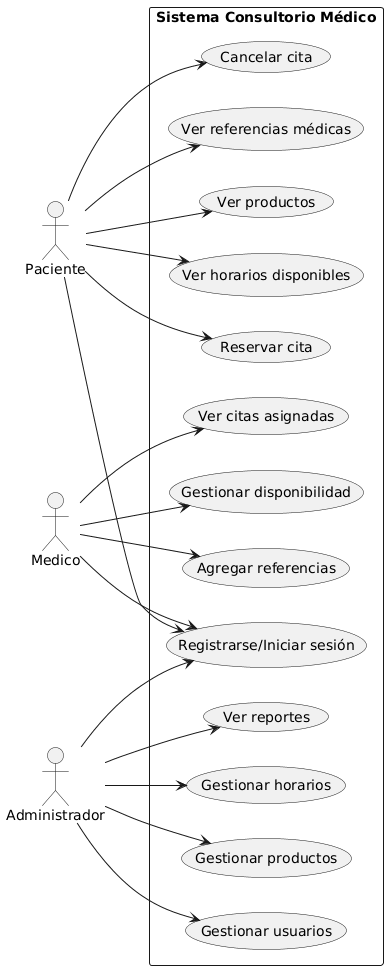 Sistema Consultorio Médico
Cancelar cita
Ver referencias médicas
Ver productos
Paciente
Ver horarios disponibles
Reservar cita
Ver citas asignadas
Gestionar disponibilidad
Medico
Agregar referencias
Registrarse/Iniciar sesión
Ver reportes
Gestionar horarios
Administrador
Gestionar productos
Gestionar usuarios